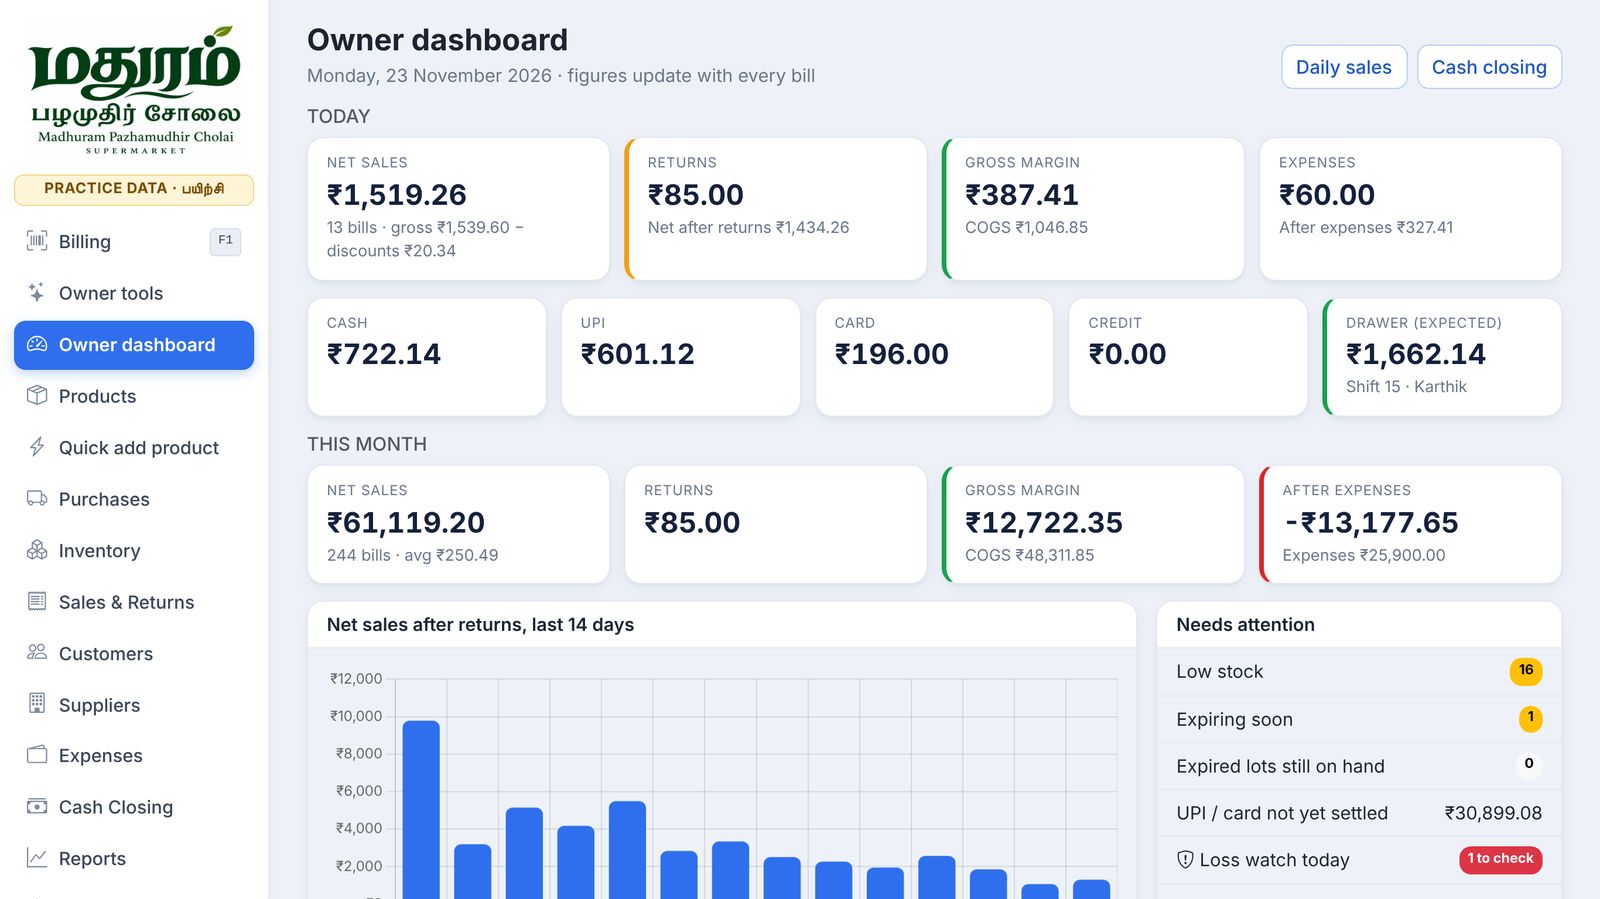 மதுரம்
பழமுதிர் சோலை
Madhuram Pazhamudhir Cholai
SUPERMARKET
PRACTICE DATA · பயிற்சி
Billing F1
Owner tools
Owner dashboard
Products
Quick add product
Purchases
Inventory
Sales & Returns
Customers
Suppliers
Expenses
Cash Closing
Reports
Owner dashboard
Monday, 23 November 2026 · figures update with every bill
Daily sales
Cash closing
TODAY
NET SALES
₹1,519.26
13 bills · gross ₹1,539.60 −
discounts ₹20.34
RETURNS
₹85.00
Net after returns ₹1,434.26
GROSS MARGIN
₹387.41
COGS ₹1,046.85
EXPENSES
₹60.00
After expenses ₹327.41
CASH
₹722.14
UPI
₹601.12
CARD
₹196.00
CREDIT
₹0.00
DRAWER (EXPECTED)
₹1,662.14
Shift 15 · Karthik
THIS MONTH
NET SALES
₹61,119.20
244 bills · avg ₹250.49
RETURNS
₹85.00
GROSS MARGIN
₹12,722.35
COGS ₹48,311.85
AFTER EXPENSES
-₹13,177.65
Expenses ₹25,900.00
Net sales after returns, last 14 days
₹12,000
₹10,000
₹8,000
₹6,000
₹4,000
₹2,000
Needs attention
Low stock 16
Expiring soon 1
Expired lots still on hand 0
UPI / card not yet settled ₹30,899.08
Loss watch today 1 to check